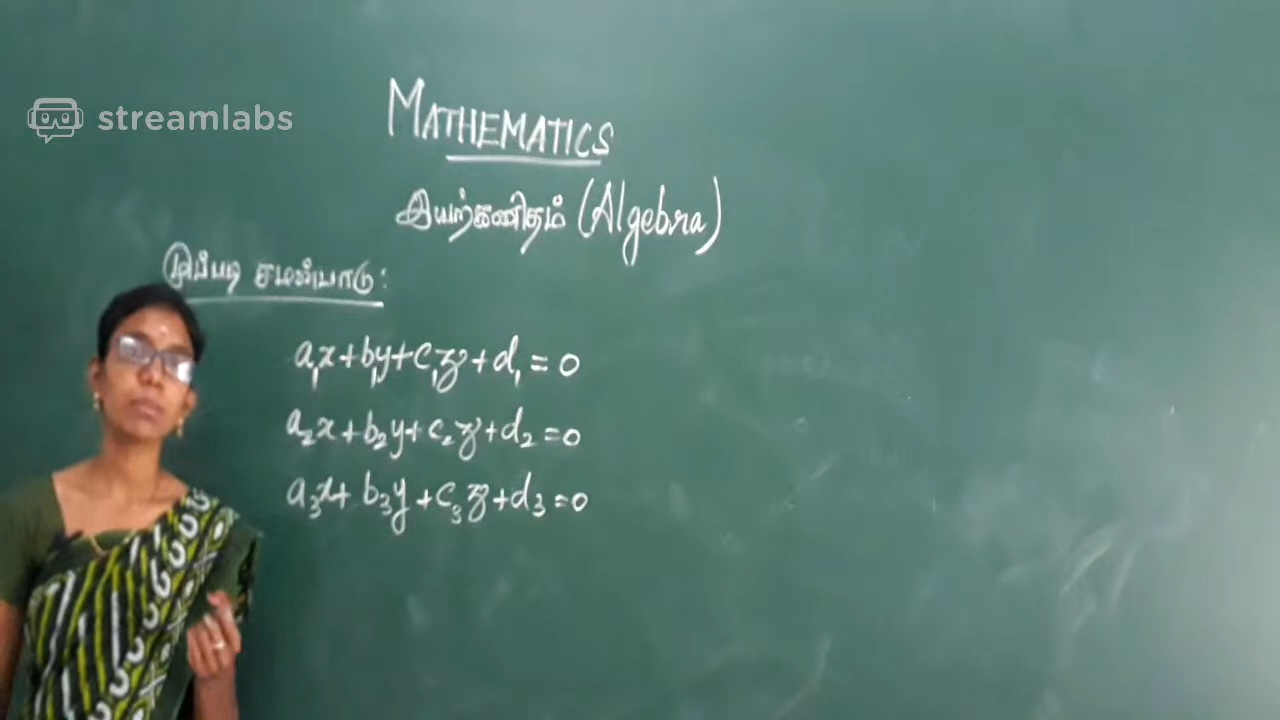 streamlabs
MATHEMATICS
இயற்கணிதம் (Algebra)
முப்படி சமன்பாடு:
a₁x+b₁y+c₁z+d₁=0
a₂x+b₂y+c₂z+d₂=0
a₃x+b₃y+c₃z+d₃=0